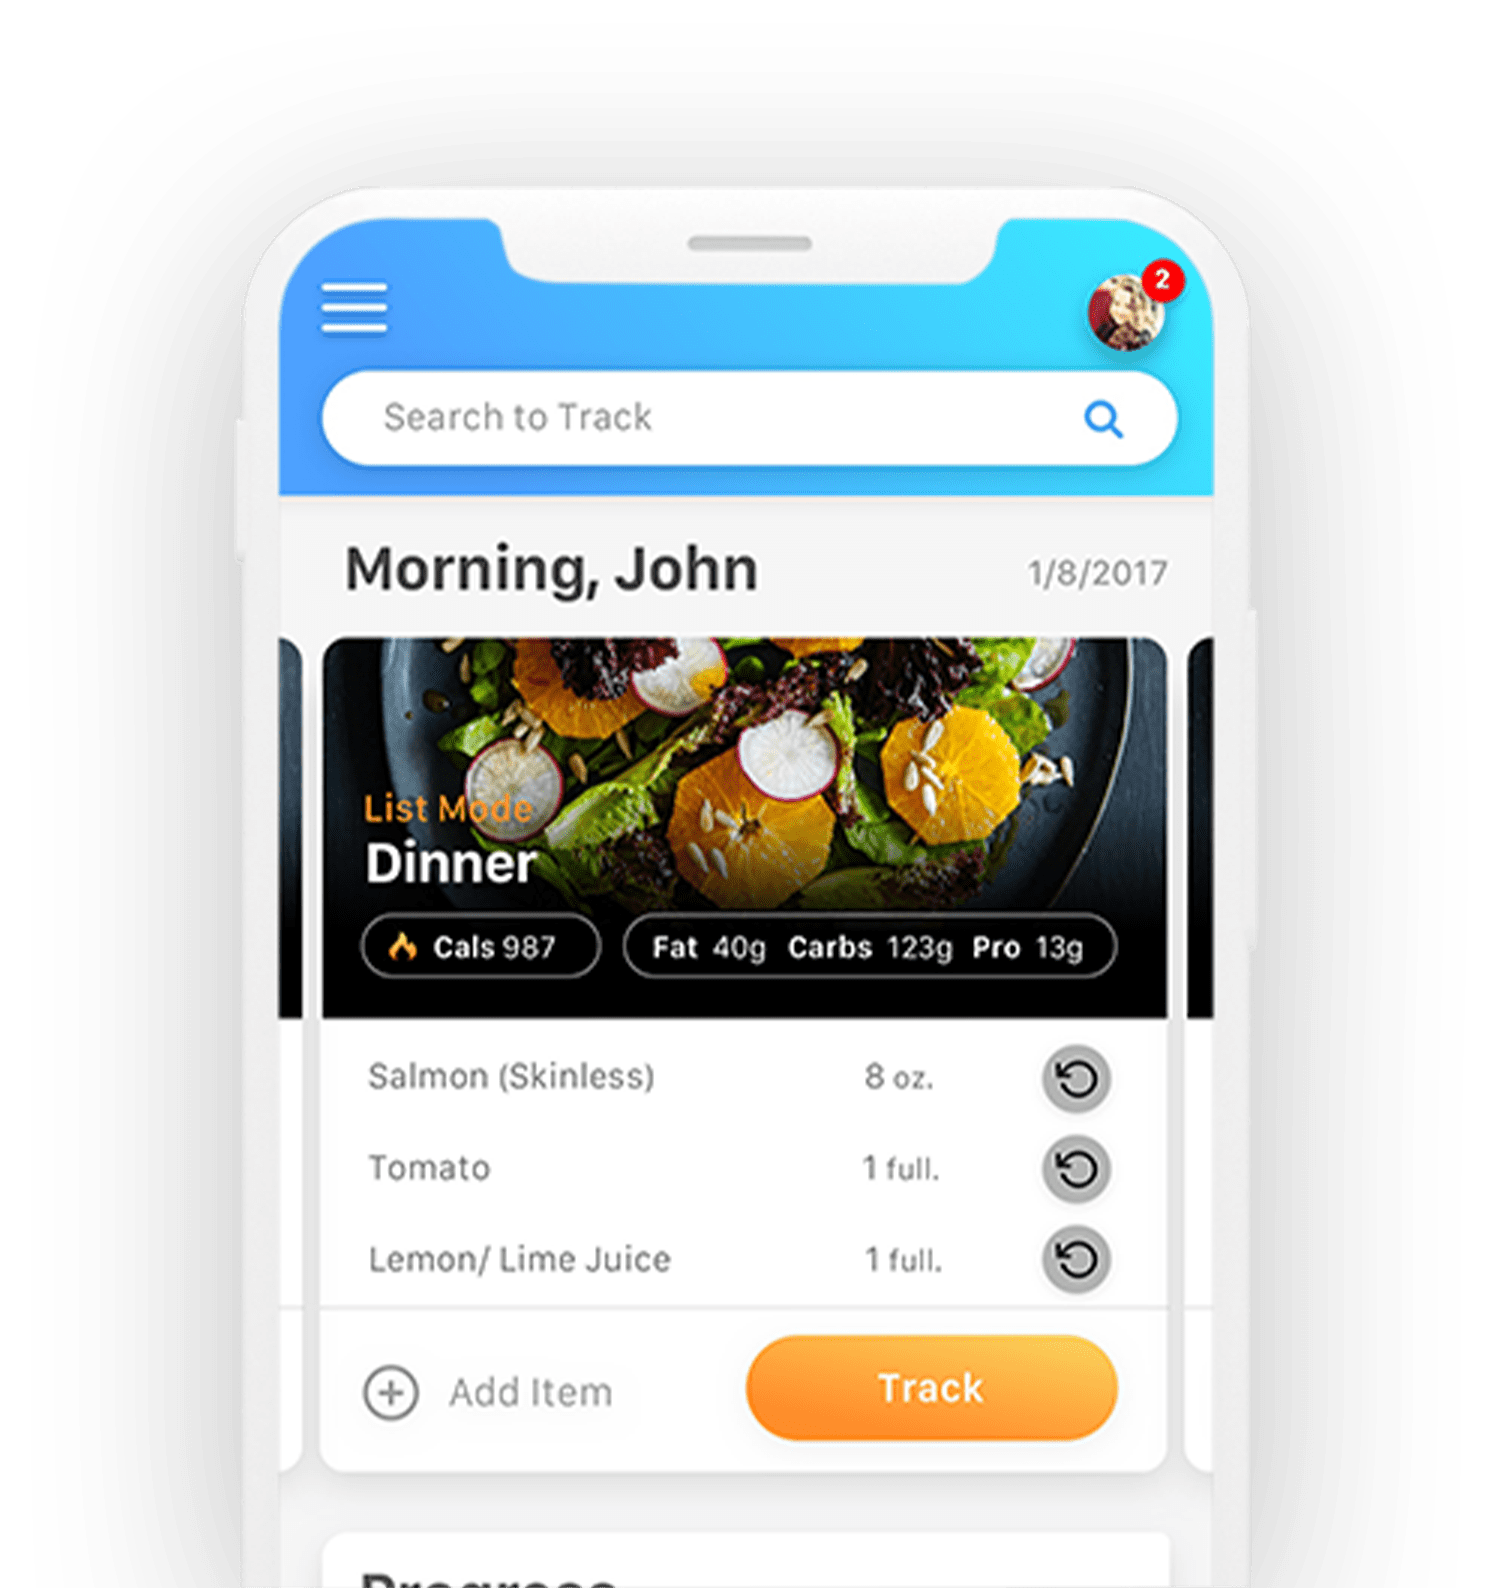 2
Search to Track
Morning, John
1/8/2017
List Mode
Dinner
Cals 987
Fat 40g Carbs 123g Pro 13g
Salmon (Skinless) 8 oz.
Tomato 1 full.
Lemon/ Lime Juice 1 full.
Add Item
Track
Progress